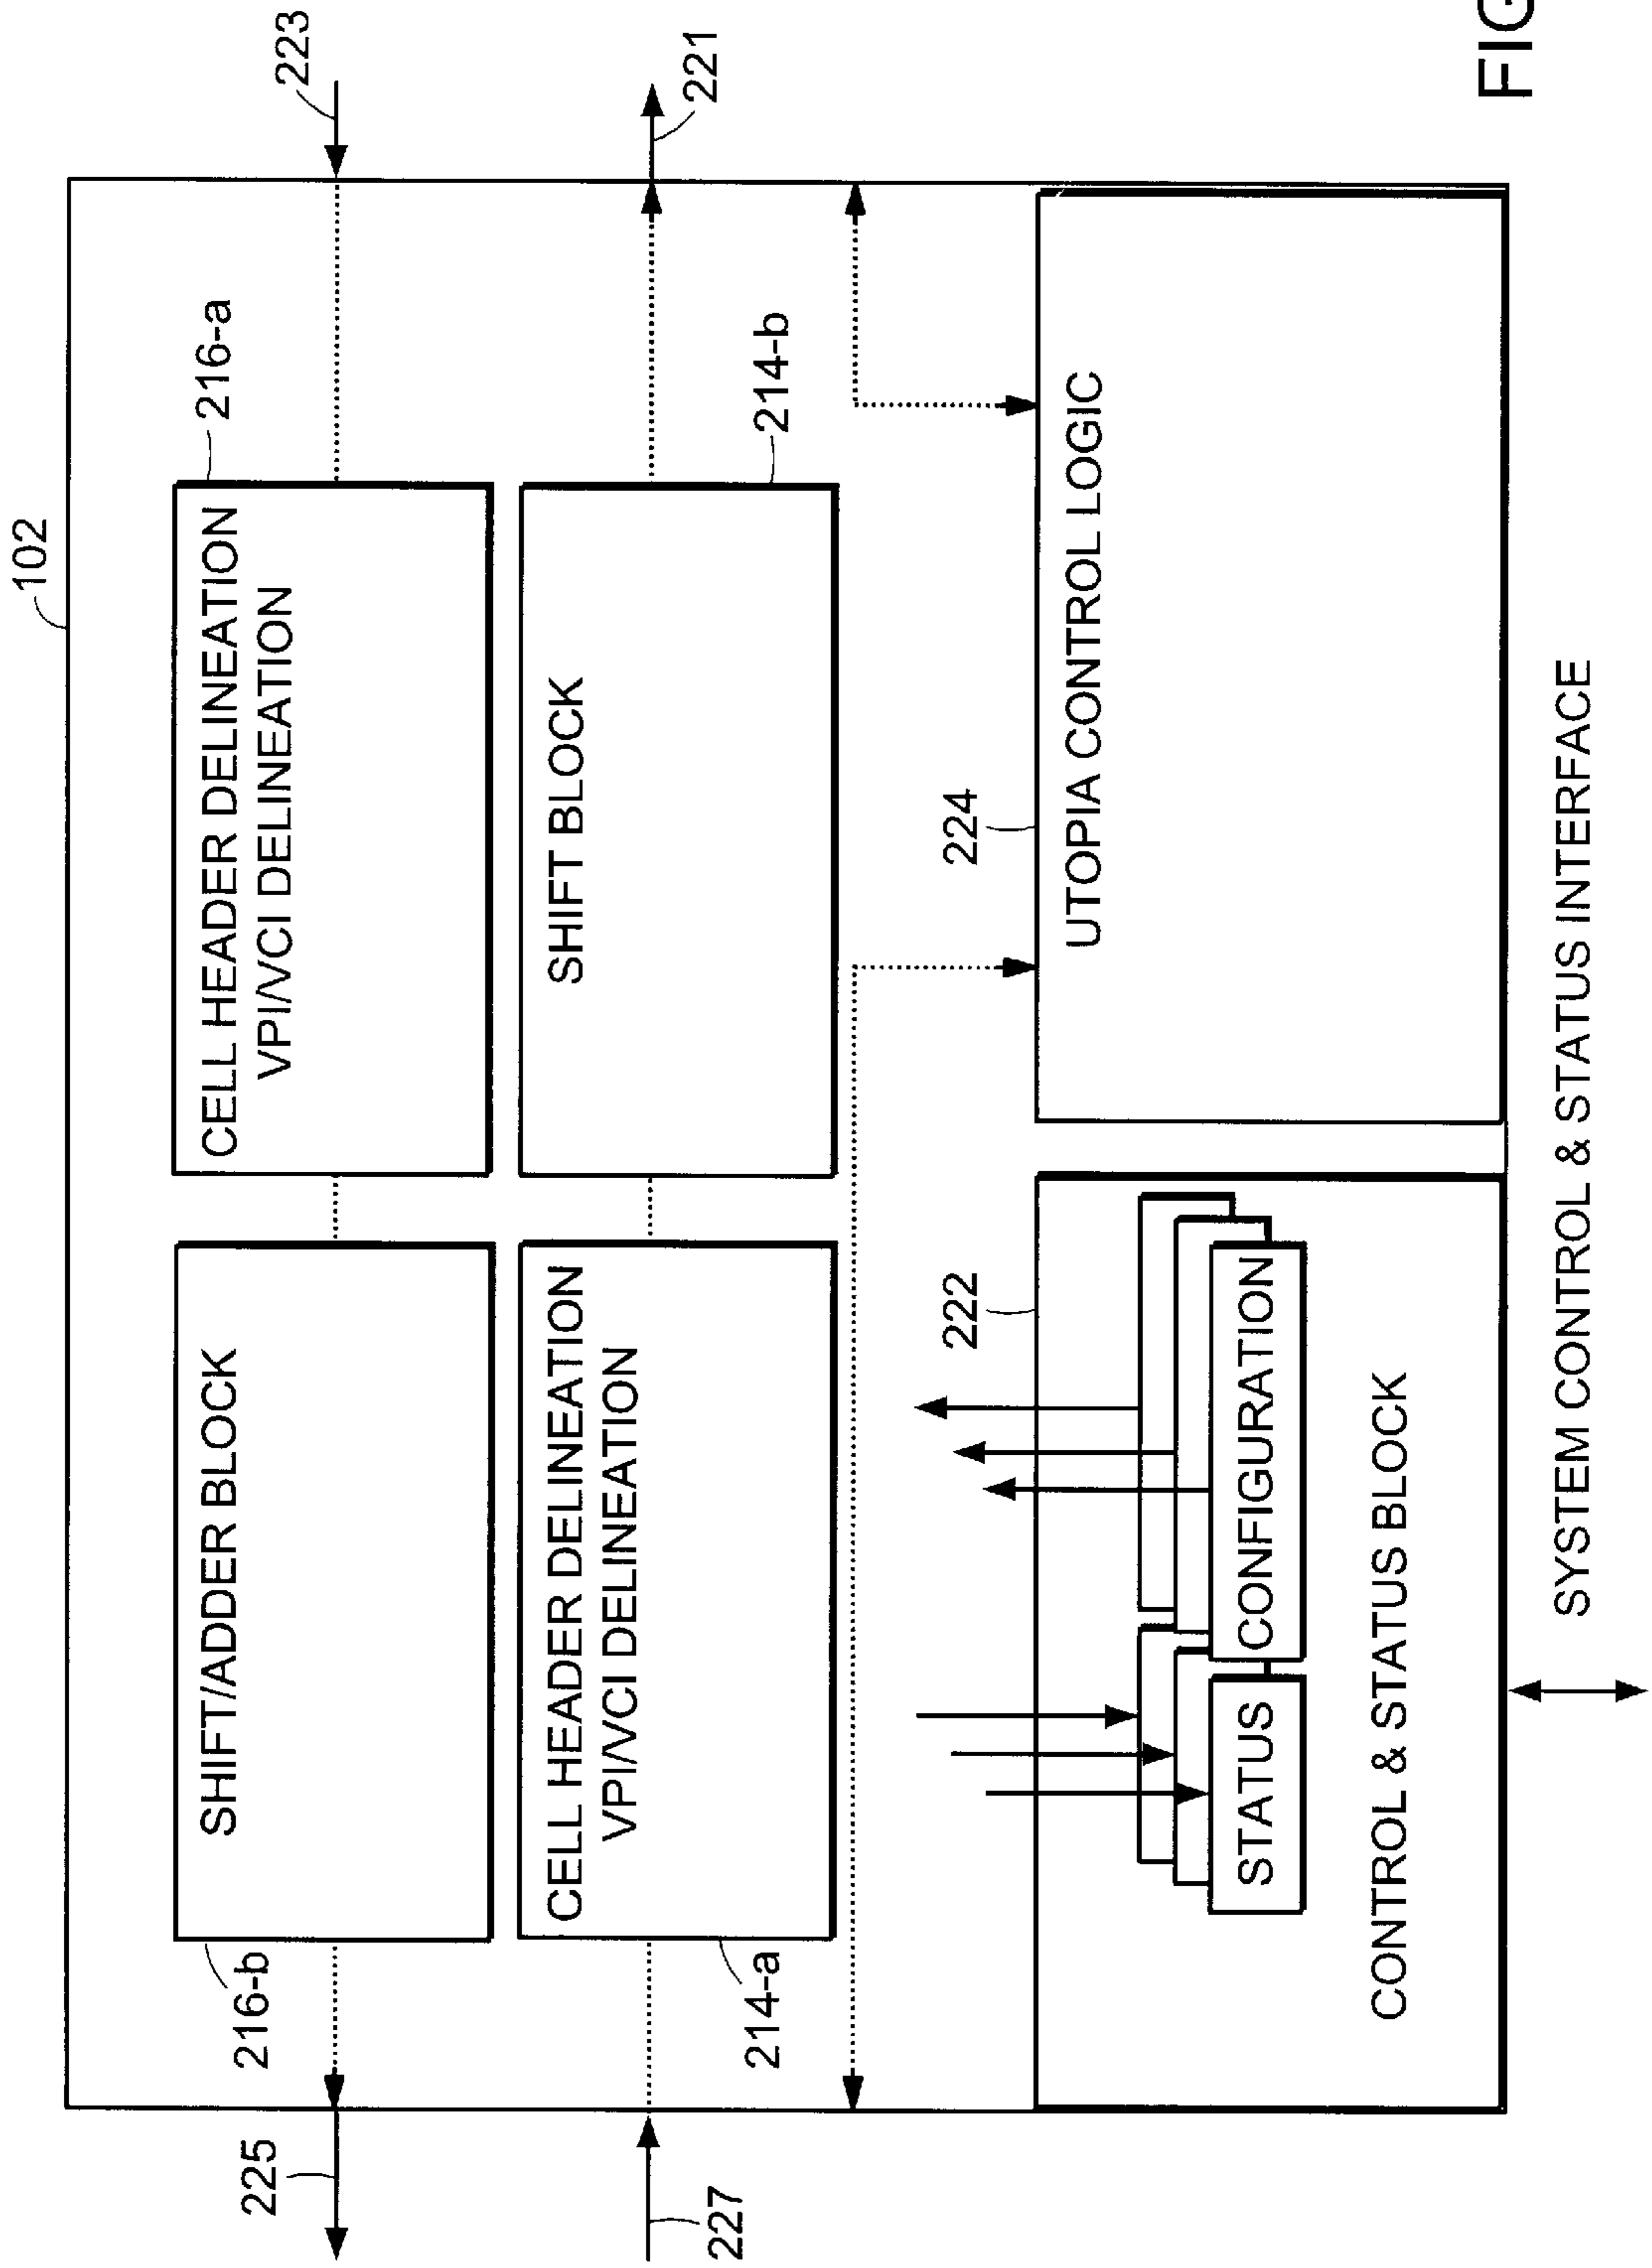 102
223
221
216-a
CELL HEADER DELINEATION
VPI/VCI DELINEATION
SHIFT BLOCK
214-b
SHIFT/ADDER BLOCK
216-b
CELL HEADER DELINEATION
VPI/VCI DELINEATION
214-a
225
227
222
STATUS
CONFIGURATION
CONTROL & STATUS BLOCK
224
UTOPIA CONTROL LOGIC
SYSTEM CONTROL & STATUS INTERFACE
FIG